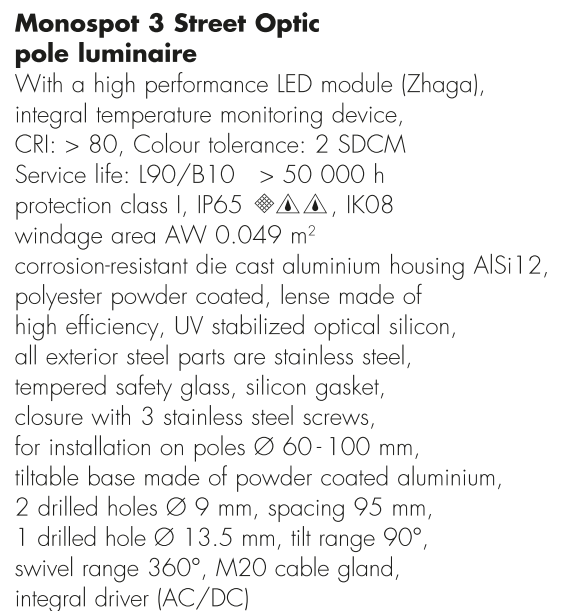 Monospot 3 Street Optic
pole luminaire
With a high performance LED module (Zhaga),
integral temperature monitoring device,
CRI: > 80, Colour tolerance: 2 SDCM
Service life: L90/B10 > 50 000 h
protection class I, IP65 , IK08
windage area AW 0.049 m²
corrosion-resistant die cast aluminium housing AlSi12,
polyester powder coated, lense made of
high efficiency, UV stabilized optical silicon,
all exterior steel parts are stainless steel,
tempered safety glass, silicon gasket,
closure with 3 stainless steel screws,
for installation on poles Ø 60-100 mm,
tiltable base made of powder coated aluminium,
2 drilled holes Ø 9 mm, spacing 95 mm,
1 drilled hole Ø 13.5 mm, tilt range 90°,
swivel range 360°, M20 cable gland,
integral driver (AC/DC)